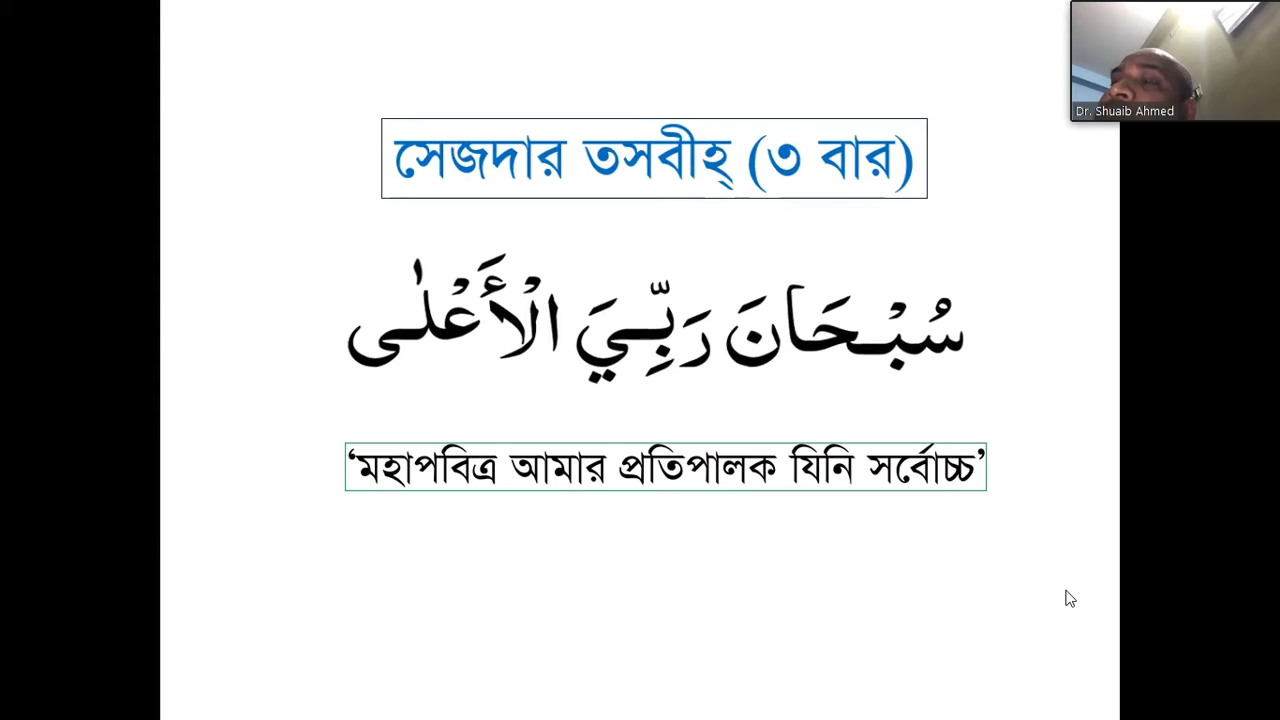 Dr. Shuaib Ahmed
সেজদার তসবীহ্ (৩ বার)
سُبْحَانَ رَبِّيَ الْأَعْلٰى
‘মহাপবিত্র আমার প্রতিপালক যিনি সর্বোচ্চ’